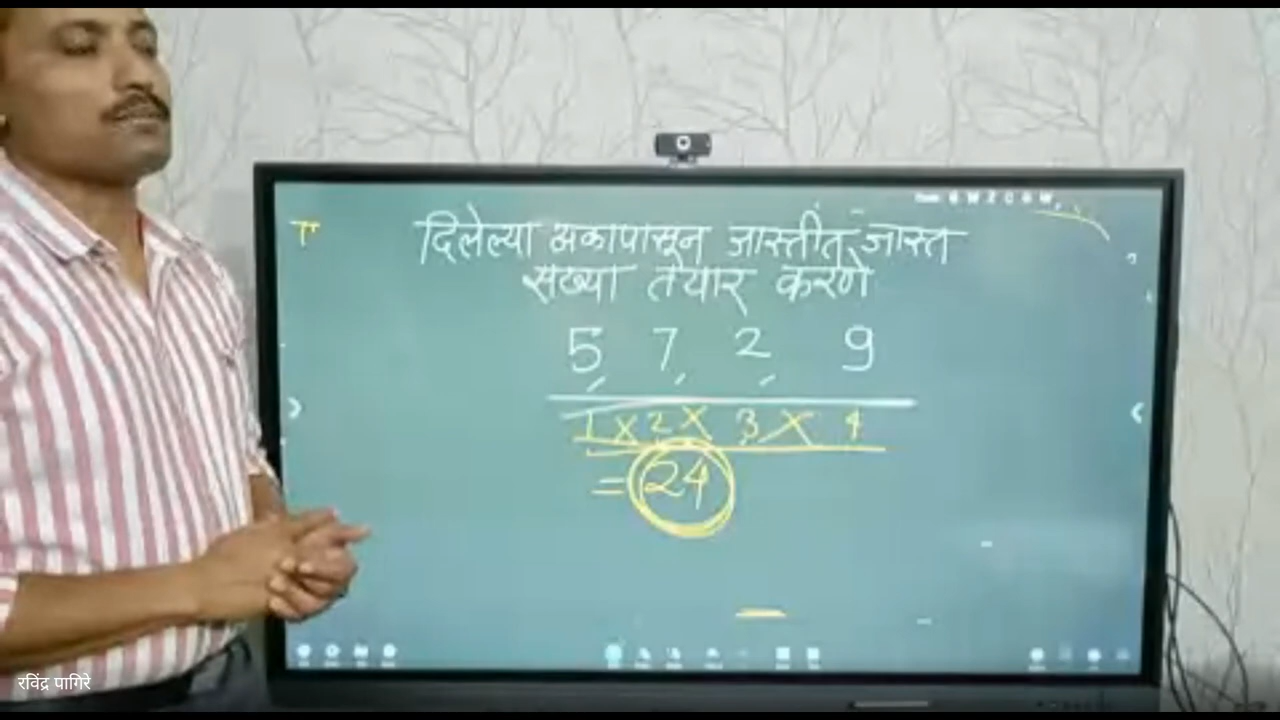 दिलेल्या अंकापासून जास्तीत जास्त
संख्या तयार करणे
5 7 2 9
1 x 2 x 3 x 4
= 24
रविंद्र पागिरे